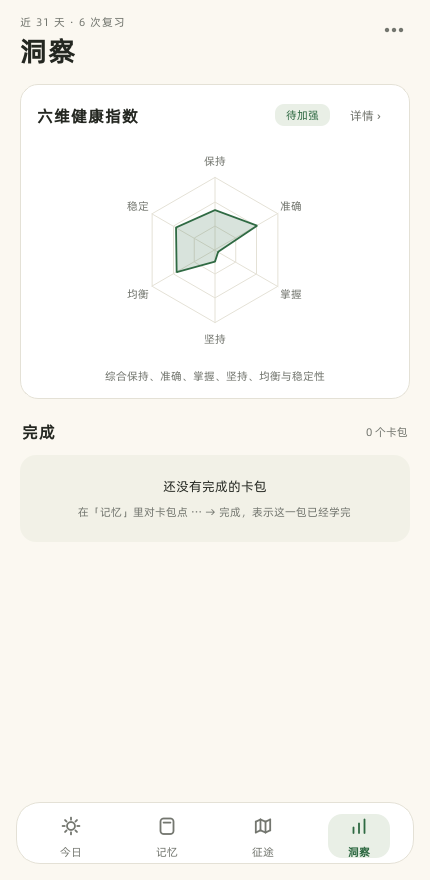 近 31 天 · 6 次复习
洞察
六维健康指数
待加强
详情 ›
保持
稳定
准确
均衡
掌握
坚持
综合保持、准确、掌握、坚持、均衡与稳定性
完成
0 个卡包
还没有完成的卡包
在「记忆」里对卡包点 ··· → 完成，表示这一包已经学完
今日
记忆
征途
洞察